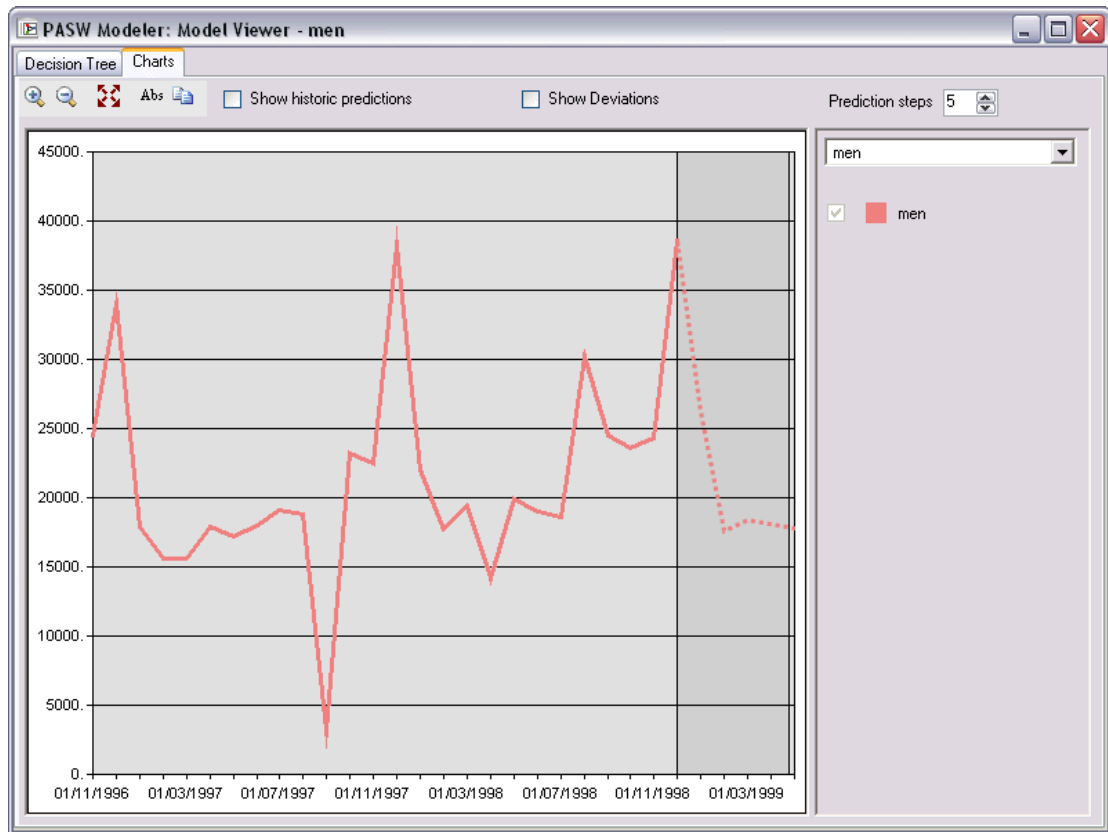 PASW Modeler: Model Viewer - men
Decision Tree
Charts
Abs
Show historic predictions
Show Deviations
Prediction steps
5
45000.
40000.
35000.
30000.
25000.
20000.
15000.
10000.
5000.
0.
01/11/1996
01/03/1997
01/07/1997
01/11/1997
01/03/1998
01/07/1998
01/11/1998
01/03/1999
men
men